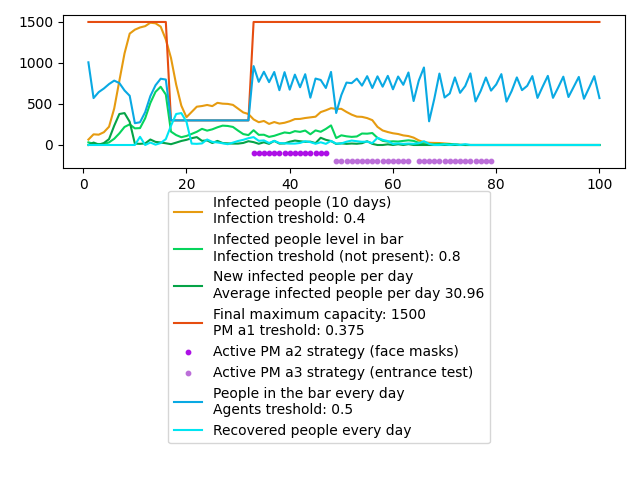 1500
1000
500
0
0 20 40 60 80 100
Infected people (10 days)
Infection treshold: 0.4
Infected people level in bar
Infection treshold (not present): 0.8
New infected people per day
Average infected people per day 30.96
Final maximum capacity: 1500
PM a1 treshold: 0.375
Active PM a2 strategy (face masks)
Active PM a3 strategy (entrance test)
People in the bar every day
Agents treshold: 0.5
Recovered people every day